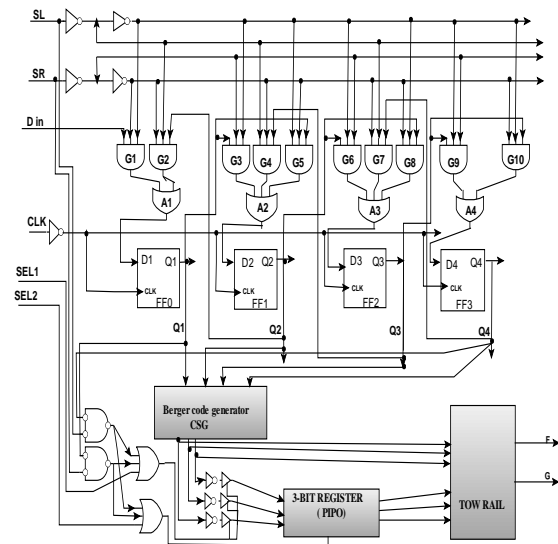 SL
SR
D in
G1 G2 G3 G4 G5 G6 G7 G8 G9 G10
A1 A2 A3 A4
CLK
D1 Q1 D2 Q2 D3 Q3 D4 Q4
CLK CLK CLK CLK
FF0 FF1 FF2 FF3
SEL1
SEL2
Q1 Q2 Q3 Q4
Berger code generator
CSG
3-BIT REGISTER
( PIPO)
TOW RAIL
F
G